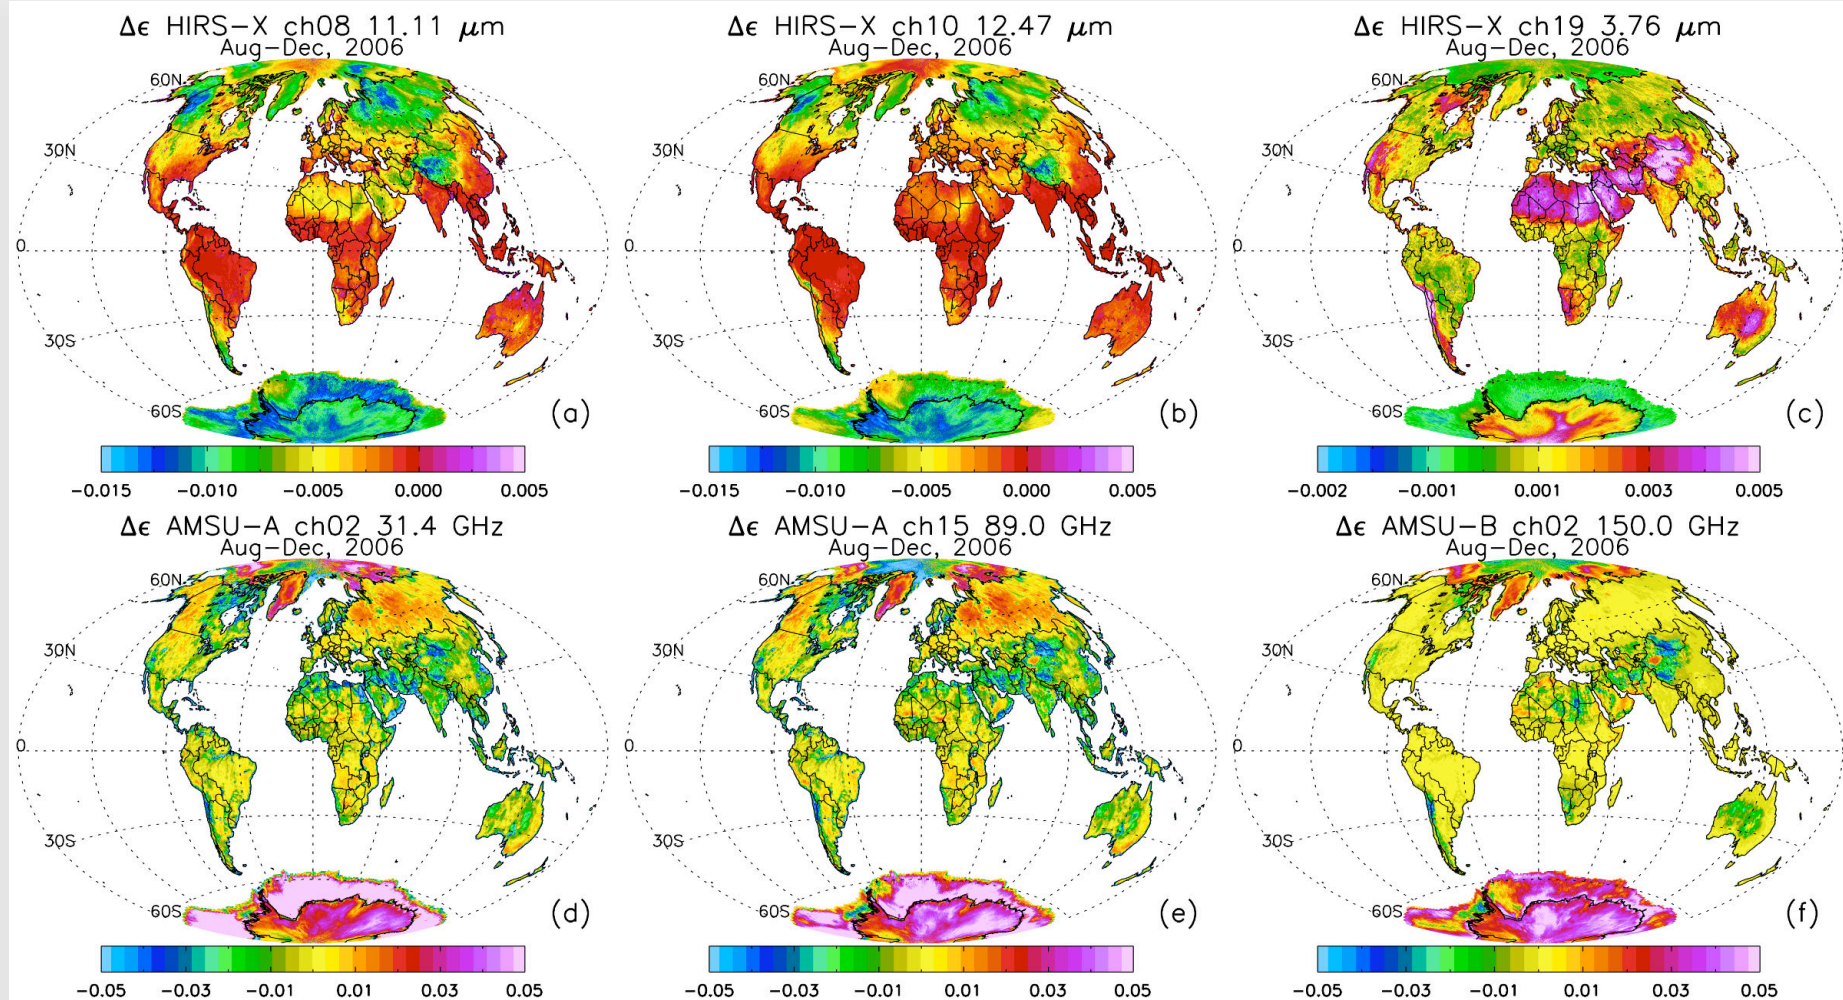 Δϵ HIRS−X ch08 11.11 μm
Aug−Dec, 2006
60N
30N
0
30S
60S
(a)
−0.015 −0.010 −0.005 0.000 0.005
Δϵ HIRS−X ch10 12.47 μm
Aug−Dec, 2006
60N
30N
0
30S
60S
(b)
−0.015 −0.010 −0.005 0.000 0.005
Δϵ HIRS−X ch19 3.76 μm
Aug−Dec, 2006
60N
30N
0
30S
60S
(c)
−0.002 −0.001 0.001 0.003 0.005
Δϵ AMSU−A ch02 31.4 GHz
Aug−Dec, 2006
60N
30N
0
30S
60S
(d)
−0.05 −0.03 −0.01 0.01 0.03 0.05
Δϵ AMSU−A ch15 89.0 GHz
Aug−Dec, 2006
60N
30N
0
30S
60S
(e)
−0.05 −0.03 −0.01 0.01 0.03 0.05
Δϵ AMSU−B ch02 150.0 GHz
Aug−Dec, 2006
60N
30N
0
30S
60S
(f)
−0.05 −0.03 −0.01 0.01 0.03 0.05